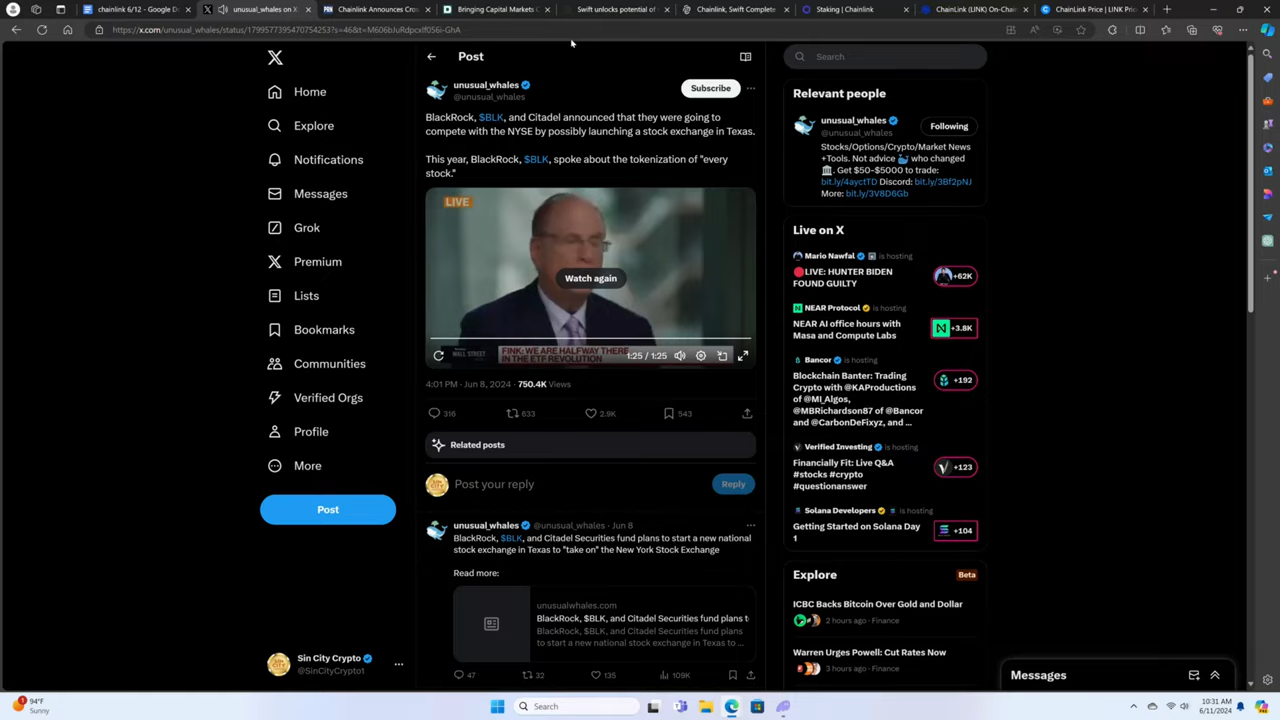 chainlink 6/12 - Google D
unusual_whales on X
Chainlink Announces Cro
Bringing Capital Markets
Swift unlocks potential of
Chainlink, Swift Complete
Staking | Chainlink
ChainLink (LINK) On-Chain
ChainLink Price | LINK Pric
Post
Search
unusual_whales
@unusual_whales
Subscribe
BlackRock, $BLK, and Citadel announced that they were going to
compete with the NYSE by possibly launching a stock exchange in Texas.
This year, BlackRock, $BLK, spoke about the tokenization of "every
stock."
LIVE
Watch again
WALL STREET
FINK: WE ARE HALFWAY THERE
IN THE ETF REVOLUTION
1:25 / 1:25
4:01 PM · Jun 8, 2024 · 750.4K Views
316
633
2.9K
543
Related posts
Post your reply
Reply
unusual_whales @unusual_whales · Jun 8
BlackRock, $BLK, and Citadel Securities fund plans to start a new national
stock exchange in Texas to "take on" the New York Stock Exchange
Read more:
unusualwhales.com
BlackRock, $BLK, and Citadel Securities fund plans t
BlackRock, $BLK, and Citadel Securities fund plans
to start a new national stock exchange in Texas to ...
47
32
135
109K
Home
Explore
Notifications
Messages
Grok
Premium
Lists
Bookmarks
Communities
Verified Orgs
Profile
More
Post
Sin City Crypto
@SinCityCrypto1
Relevant people
unusual_whales
@unusual_whales
Following
Stocks/Options/Crypto/Market News
+Tools. Not advice who changed
. Get $50-$5000 to trade:
bit.ly/4ayctTD Discord: bit.ly/3Bf2pNJ
More: bit.ly/3V8D6Gb
Live on X
Mario Nawfal is hosting
LIVE: HUNTER BIDEN
FOUND GUILTY
+62K
NEAR Protocol is hosting
NEAR AI office hours with
Masa and Compute Labs
+3.8K
Bancor is hosting
Blockchain Banter: Trading
Crypto with @KAProductions
of @MI_Algos,
@MBRichardson87 of @Bancor
and @CarbonDeFixyz, and ...
+192
Verified Investing is hosting
Financially Fit: Live Q&A
#stocks #crypto
#questionanswer
+123
Solana Developers is hosting
Getting Started on Solana Day
1
+104
Explore
Beta
ICBC Backs Bitcoin Over Gold and Dollar
2 hours ago · Finance
Warren Urges Powell: Cut Rates Now
3 hours ago · Finance
Messages
94°F
Sunny
Search
10:31 AM
6/11/2024